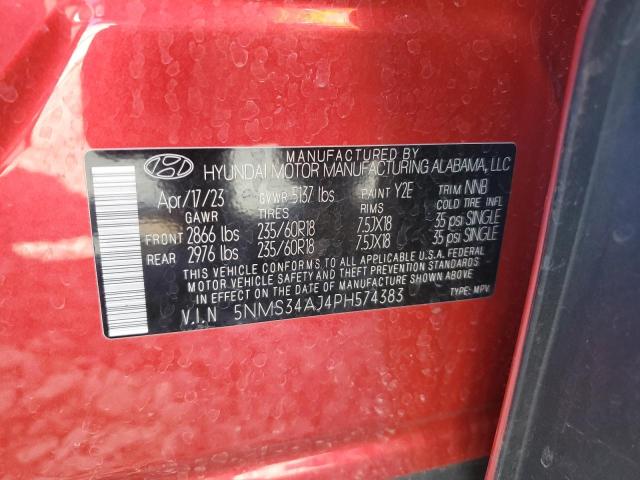 MANUFACTURED BY
HYUNDAI MOTOR MANUFACTURING ALABAMA, LLC
Apr/17/23 GVWR 5137 lbs PAINT Y2E TRIM NNB
GAWR TIRES RIMS COLD TIRE INFL
FRONT 2866 lbs 235/60R18 7.5JX18 35 psi SINGLE
REAR 2976 lbs 235/60R18 7.5JX18 35 psi SINGLE
THIS VEHICLE CONFORMS TO ALL APPLICABLE U.S. FEDERAL
MOTOR VEHICLE SAFETY AND THEFT PREVENTION STANDARDS
IN EFFECT ON THE DATE OF MANUFACTURE SHOWN ABOVE.
V.I.N 5NMS34AJ4PH574383 TYPE: MPV